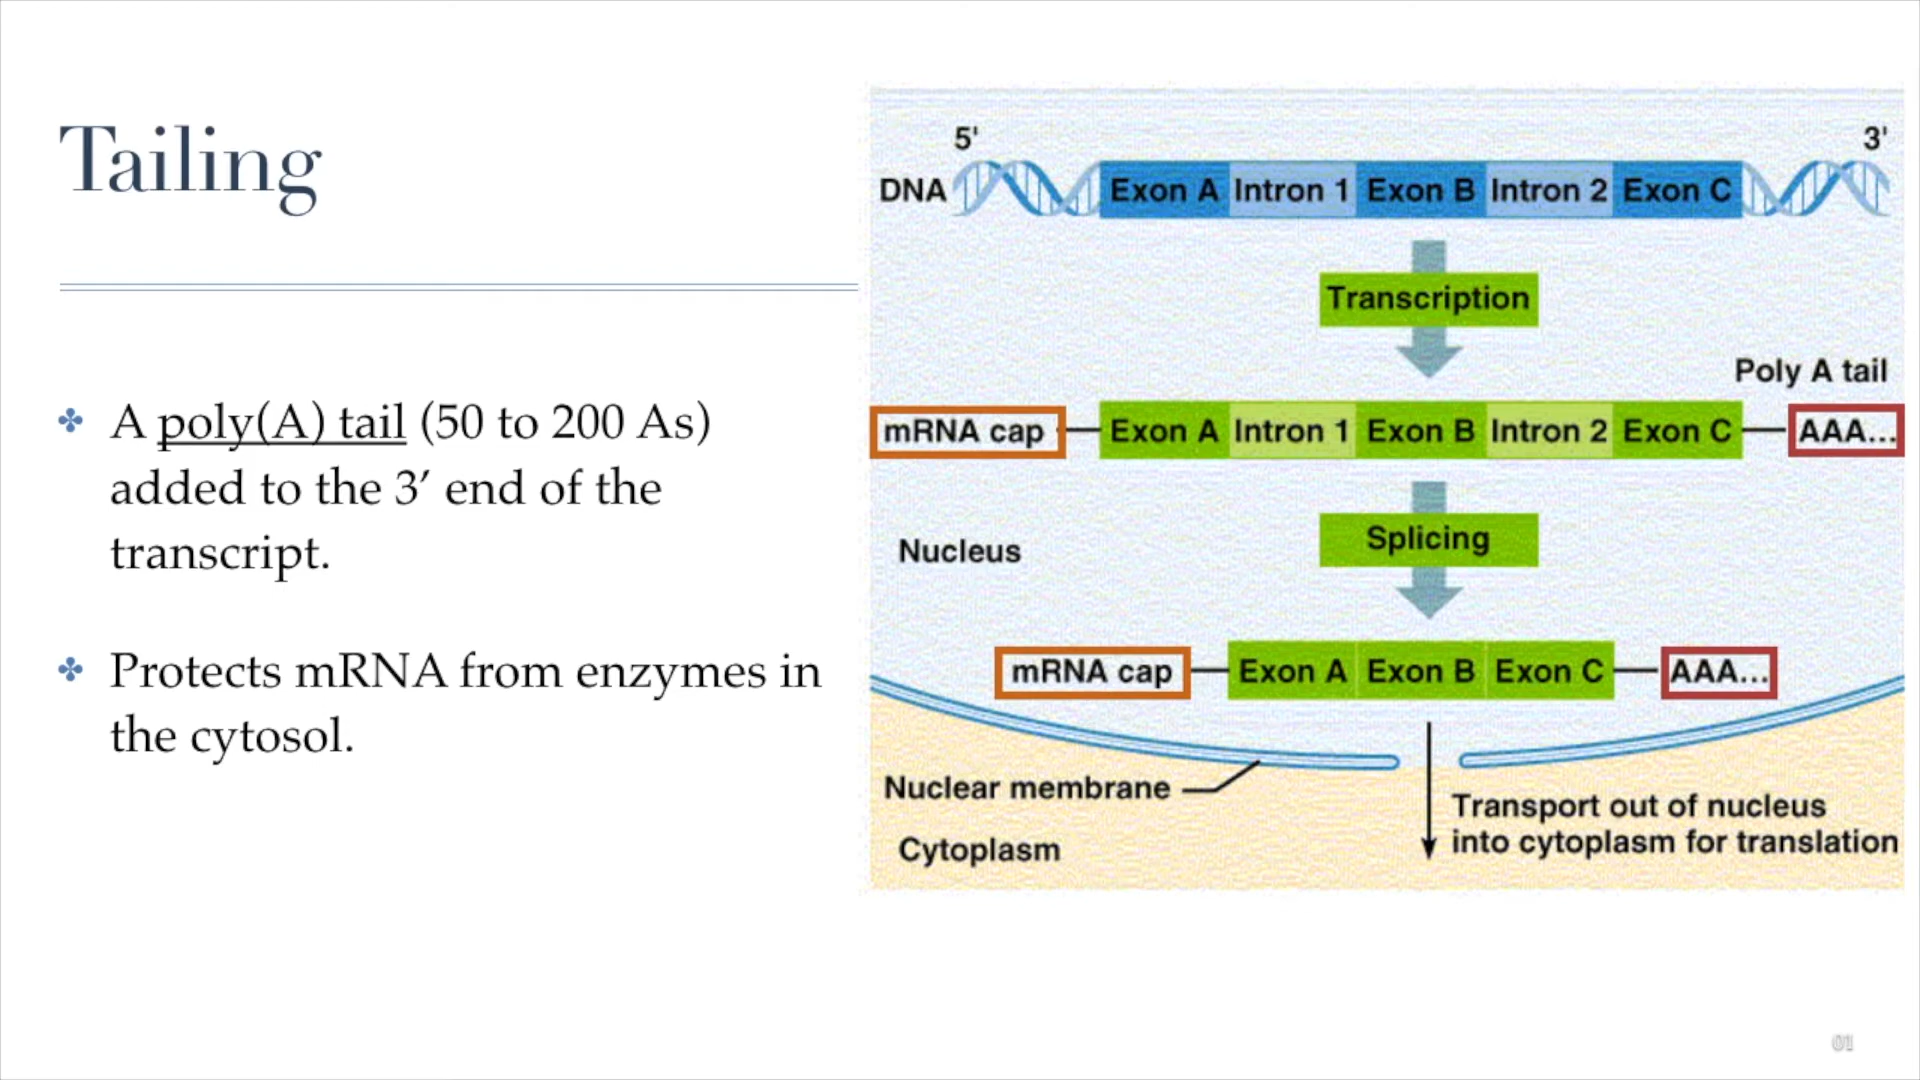 Tailing
A poly(A) tail (50 to 200 As)
added to the 3′ end of the
transcript.
Protects mRNA from enzymes in
the cytosol.
5' 3'
DNA Exon A Intron 1 Exon B Intron 2 Exon C
Transcription
Poly A tail
mRNA cap Exon A Intron 1 Exon B Intron 2 Exon C AAA...
Splicing
Nucleus
mRNA cap Exon A Exon B Exon C AAA...
Nuclear membrane
Transport out of nucleus
into cytoplasm for translation
Cytoplasm
01